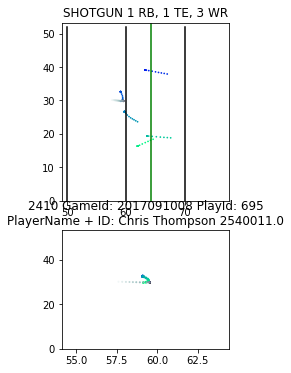 SHOTGUN 1 RB, 1 TE, 3 WR
50
40
30
20
10
0
50 60 70
2410 GameId: 2017091008 PlayId: 695
PlayerName + ID: Chris Thompson 2540011.0
40
20
0
55.0 57.5 60.0 62.5